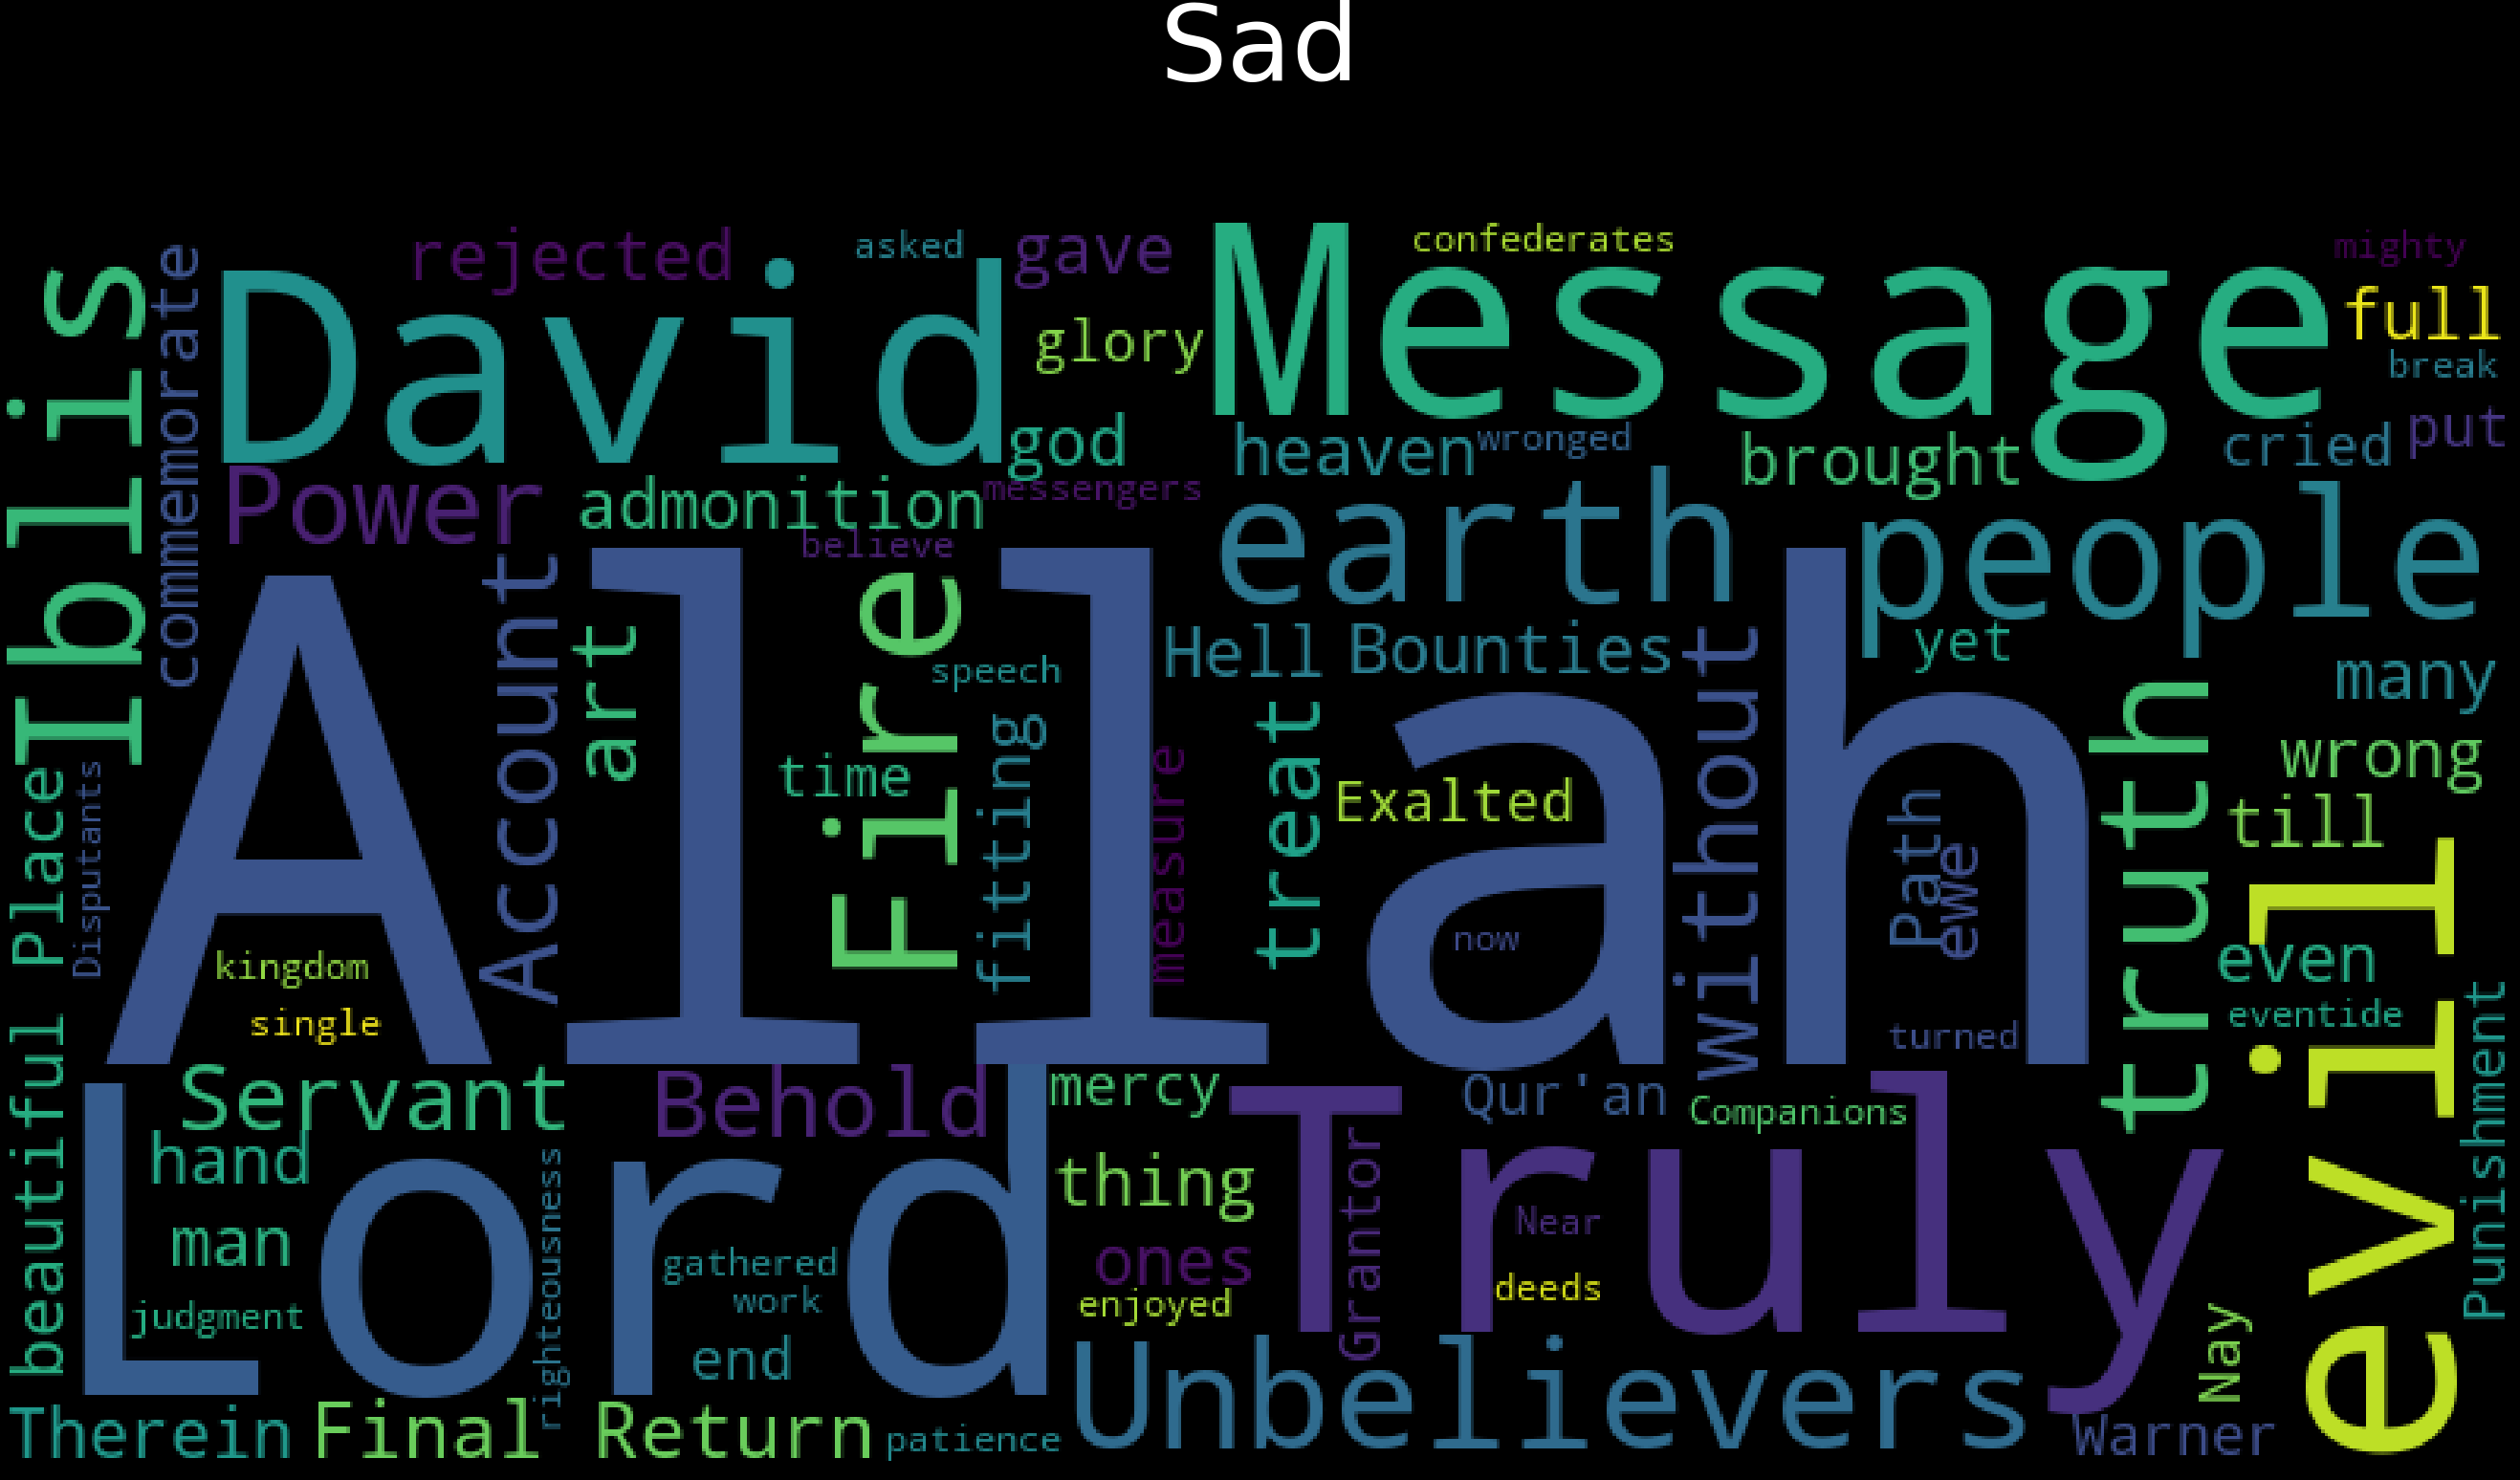 Sad
rejected
asked
gave
confederates
mighty
Iblis
commemorate
David
glory
Message
full
break
god
heaven
wronged
brought
cried
put
Power
admonition
messengers
believe
earth
people
Account
art
Fire
speech
Hell
Bounties
yet
many
without
truth
wrong
time
fitting
measure
treat
Exalted
Path
ewe
till
Place
Disputants
kingdom
single
now
turned
evil
even
eventide
Punishment
beautiful
Servant
Behold
mercy
Qur'an
Companions
hand
Lord
Allah
Truly
thing
man
righteousness
gathered
work
ones
Grantor
Near
deeds
judgment
enjoyed
end
Unbelievers
Nay
Therein
Final
Return
patience
Warner